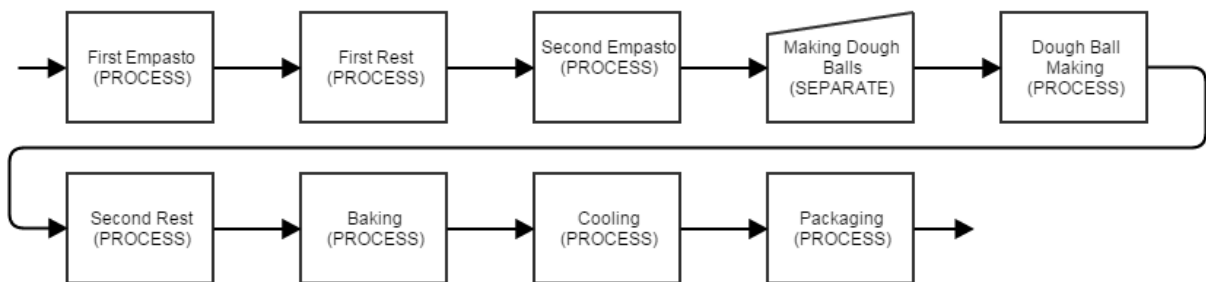 First Empasto
(PROCESS)
First Rest
(PROCESS)
Second Empasto
(PROCESS)
Making Dough
Balls
(SEPARATE)
Dough Ball
Making
(PROCESS)
Second Rest
(PROCESS)
Baking
(PROCESS)
Cooling
(PROCESS)
Packaging
(PROCESS)